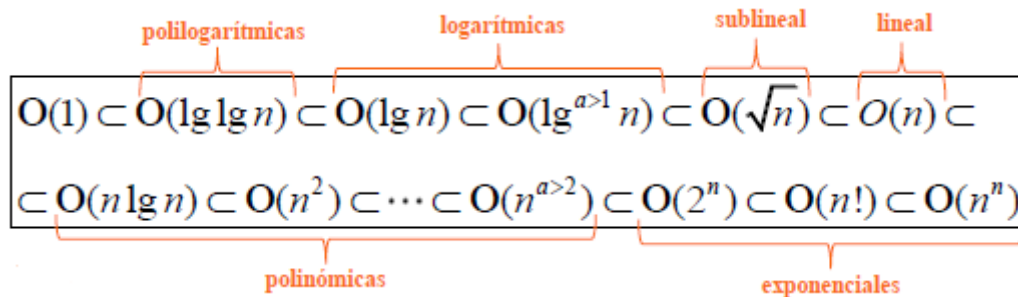 polilogarítmicas logarítmicas sublineal lineal
O(1) ⊂ O(lg lg n) ⊂ O(lg n) ⊂ O(lg^{a>1} n) ⊂ O(√n) ⊂ O(n) ⊂
⊂ O(n lg n) ⊂ O(n²) ⊂ ⋯ ⊂ O(n^{a>2}) ⊂ O(2ⁿ) ⊂ O(n!) ⊂ O(nⁿ)
polinómicas exponenciales